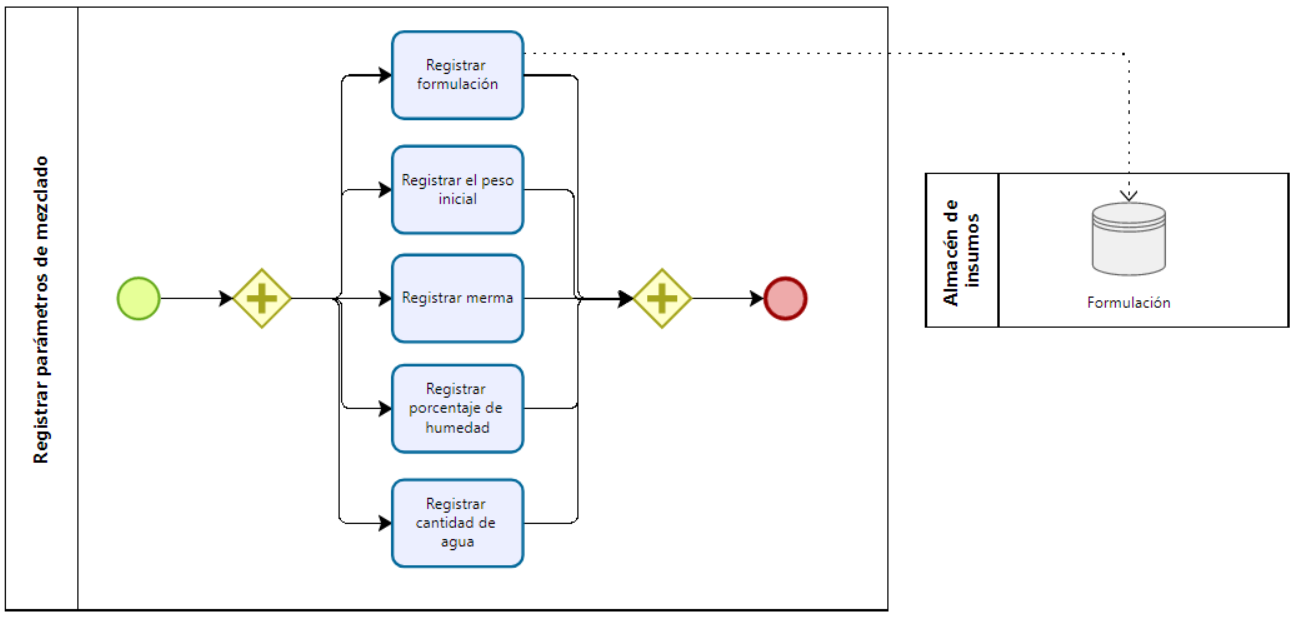 Registrar parámetros de mezclado
Registrar
formulación
Registrar el peso
inicial
Registrar merma
Registrar
porcentaje de
humedad
Registrar
cantidad de
agua
Almacén de
insumos
Formulación